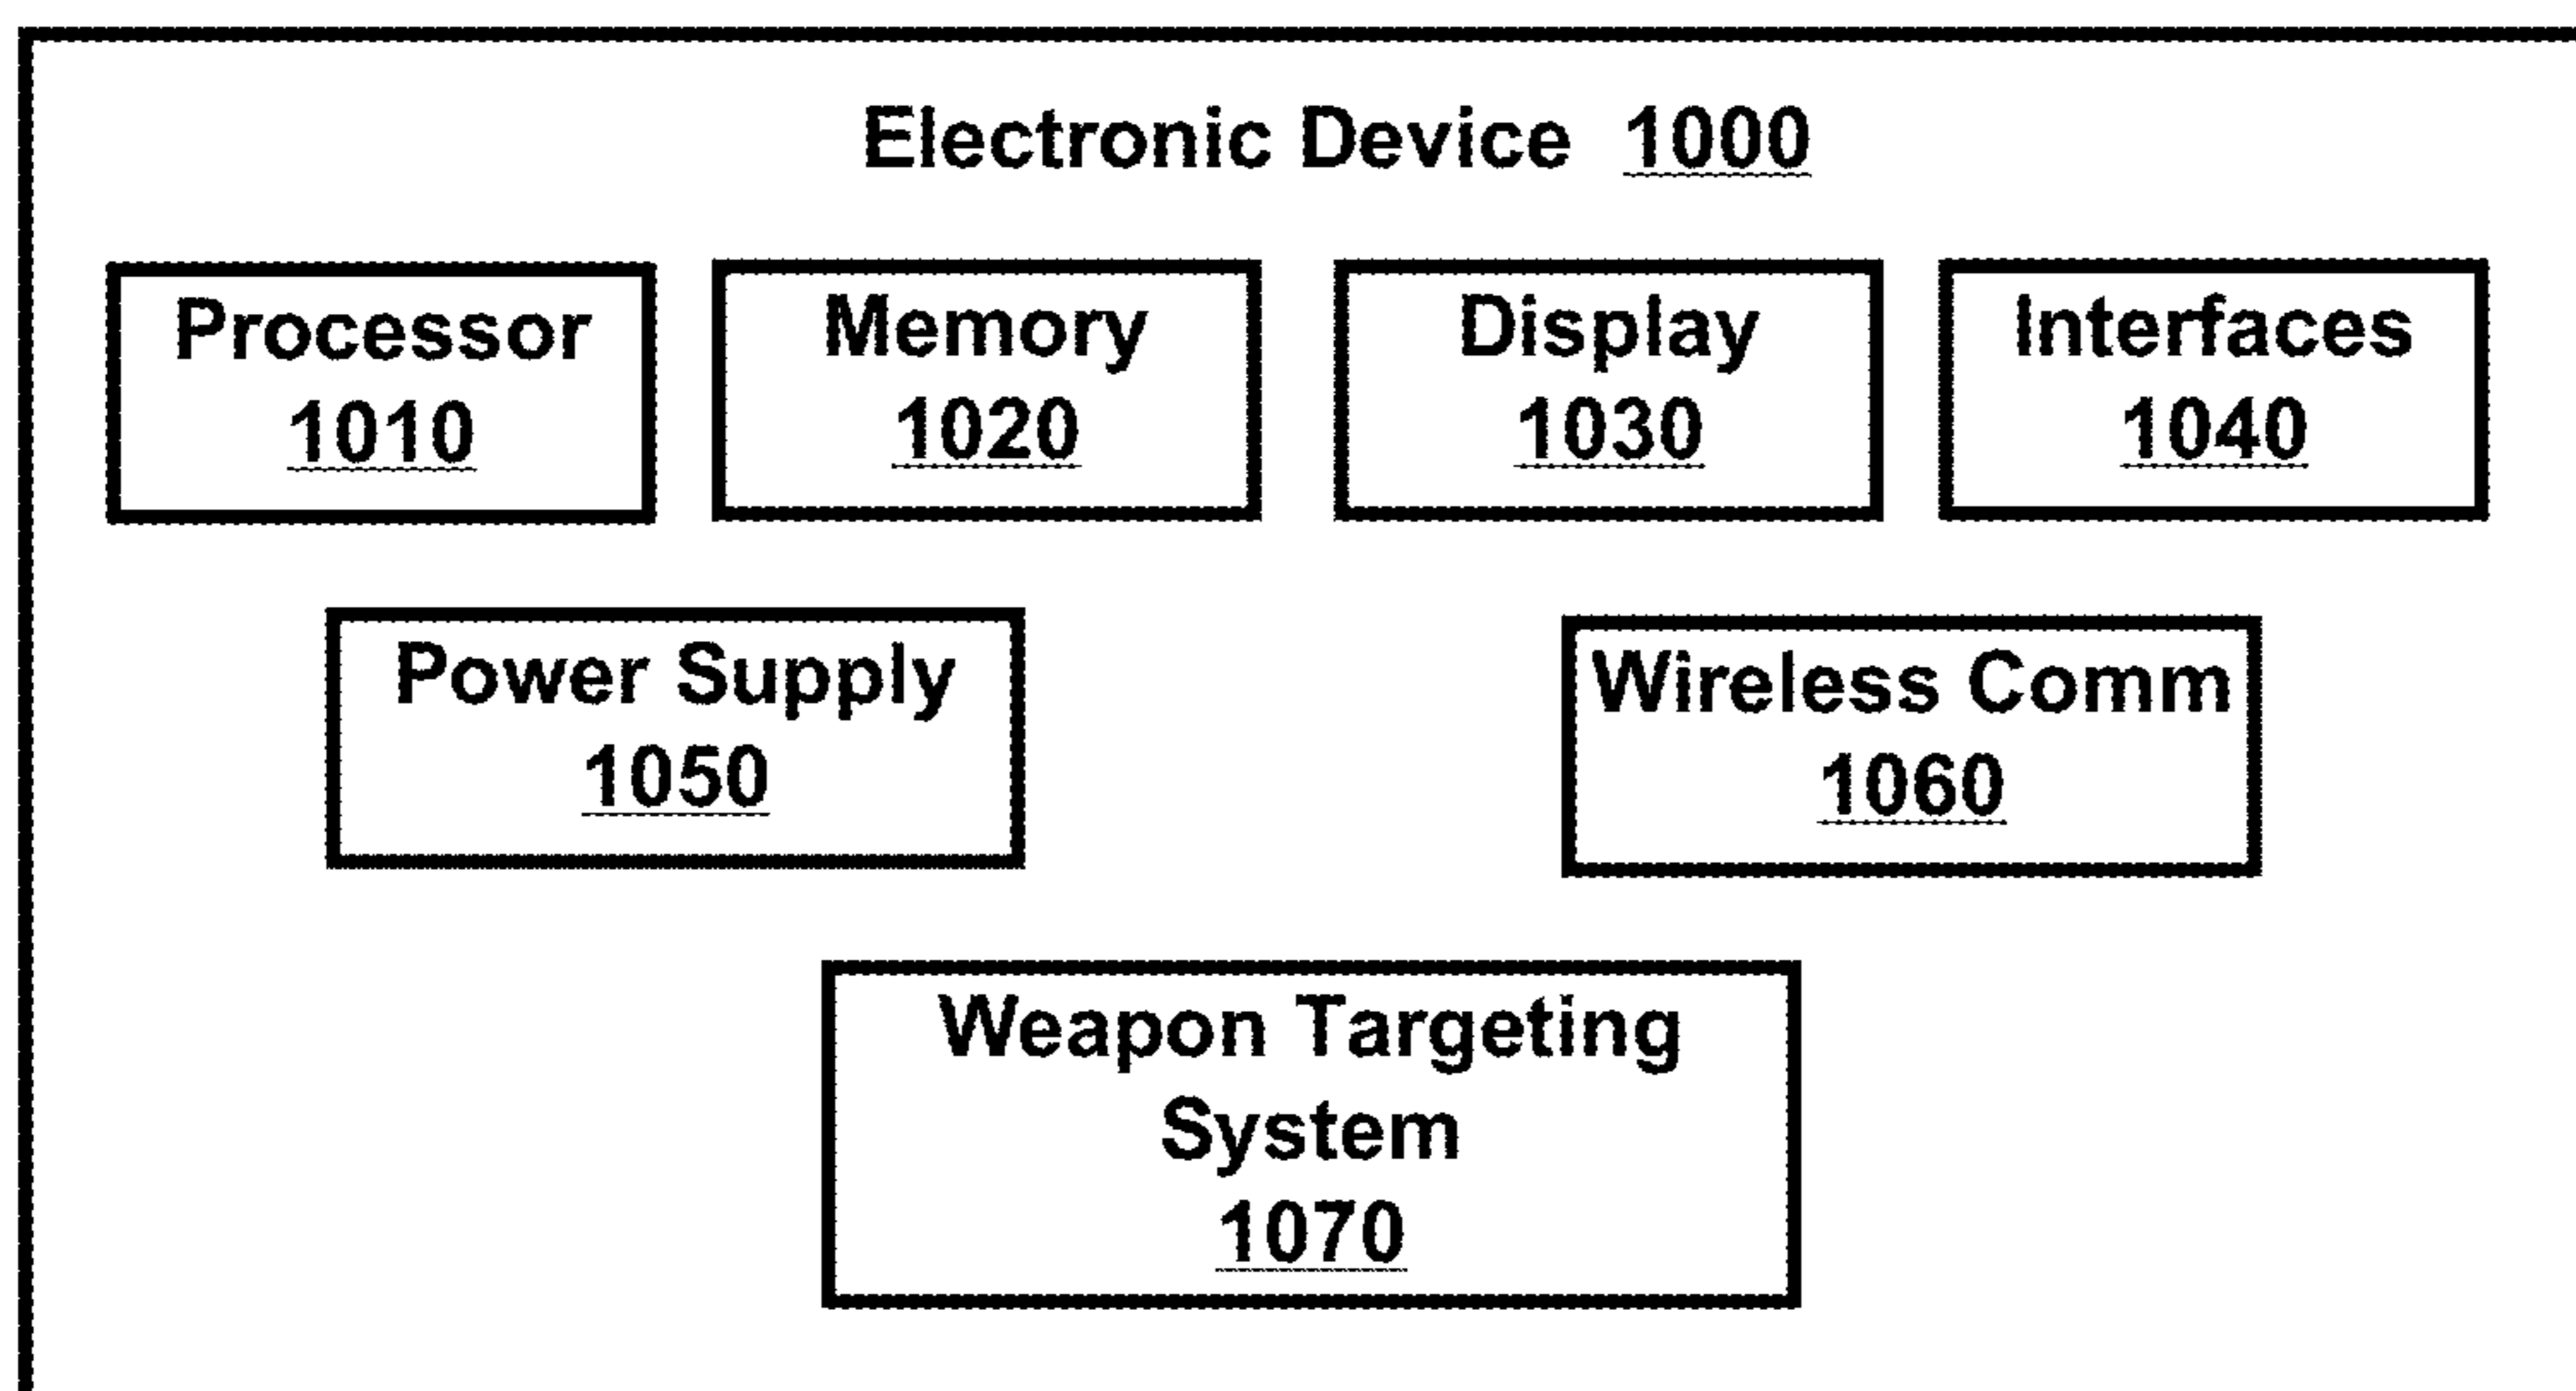 Electronic Device 1000
Processor
1010
Memory
1020
Display
1030
Interfaces
1040
Power Supply
1050
Wireless Comm
1060
Weapon Targeting
System
1070